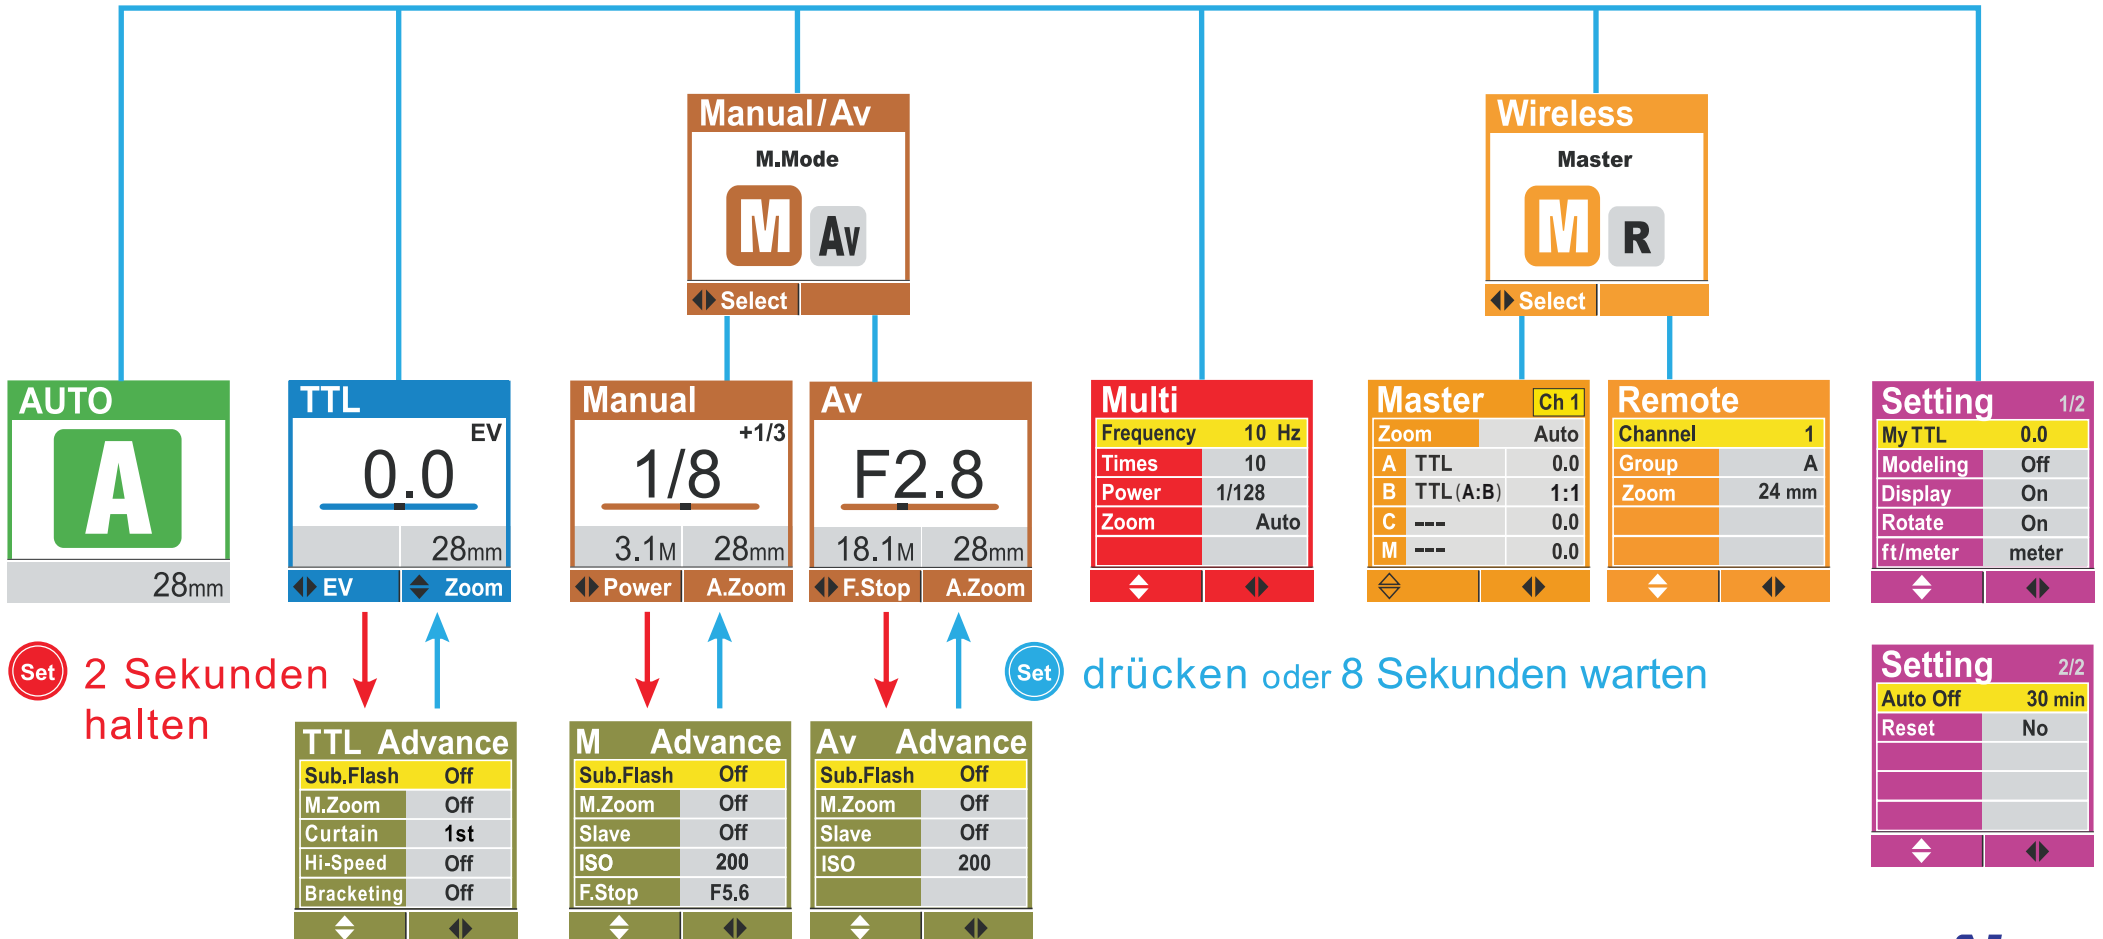 Manual/Av
M.Mode
M Av
Select
Wireless
Master
M R
Select
AUTO
A
28mm
TTL
EV
0.0
28mm
EV Zoom
Manual
+1/3
1/8
3.1M 28mm
Power A.Zoom
Av
F2.8
18.1M 28mm
F.Stop A.Zoom
Multi
Frequency 10 Hz
Times 10
Power 1/128
Zoom Auto
Master Ch 1
Zoom Auto
A TTL 0.0
B TTL(A:B) 1:1
C --- 0.0
M --- 0.0
Remote
Channel 1
Group A
Zoom 24 mm
Setting 1/2
My TTL 0.0
Modeling Off
Display On
Rotate On
ft/meter meter
Set 2 Sekunden
halten
Set drücken oder 8 Sekunden warten
TTL Advance
Sub.Flash Off
M.Zoom Off
Curtain 1st
Hi-Speed Off
Bracketing Off
M Advance
Sub.Flash Off
M.Zoom Off
Slave Off
ISO 200
F.Stop F5.6
Av Advance
Sub.Flash Off
M.Zoom Off
Slave Off
ISO 200
Setting 2/2
Auto Off 30 min
Reset No